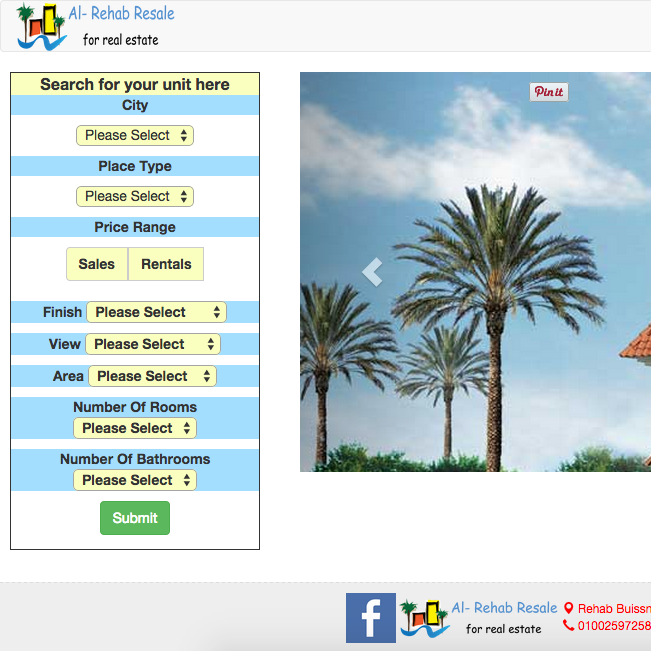 Al- Rehab Resale
for real estate
Search for your unit here
City
Please Select
Place Type
Please Select
Price Range
Sales Rentals
Finish Please Select
View Please Select
Area Please Select
Number Of Rooms
Please Select
Number Of Bathrooms
Please Select
Submit
Pin it
f
Al- Rehab Resale
for real estate
Rehab Buissn
01002597258